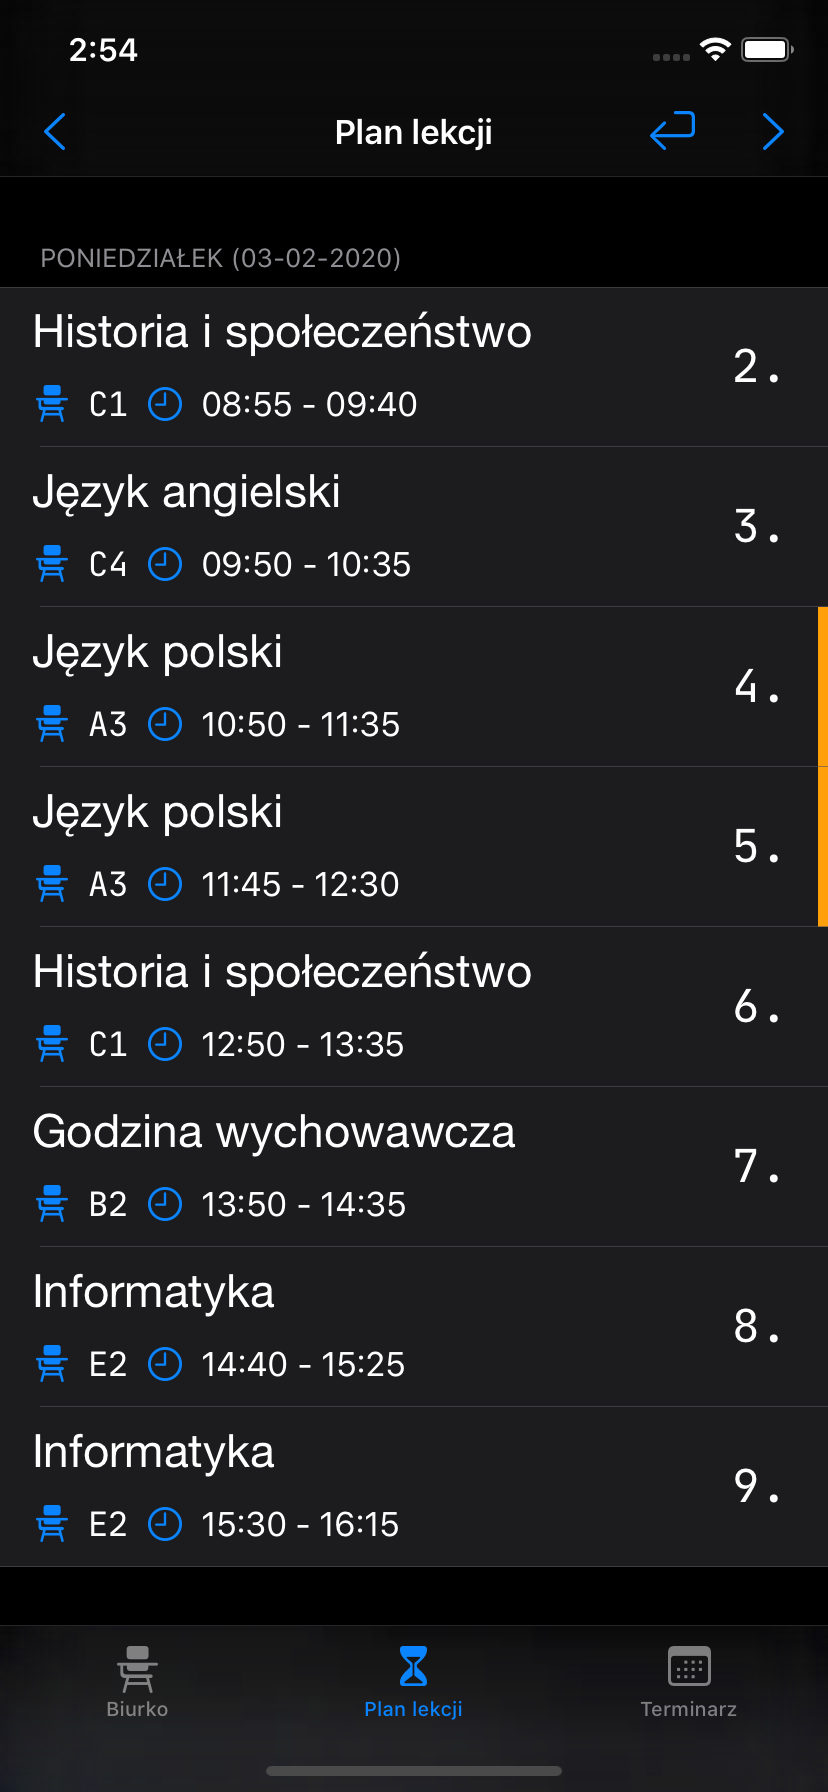 2:54
Plan lekcji
PONIEDZIAŁEK (03-02-2020)
Historia i społeczeństwo
2.
C1 08:55 - 09:40
Język angielski
3.
C4 09:50 - 10:35
Język polski
4.
A3 10:50 - 11:35
Język polski
5.
A3 11:45 - 12:30
Historia i społeczeństwo
6.
C1 12:50 - 13:35
Godzina wychowawcza
7.
B2 13:50 - 14:35
Informatyka
8.
E2 14:40 - 15:25
Informatyka
9.
E2 15:30 - 16:15
Biurko Plan lekcji Terminarz